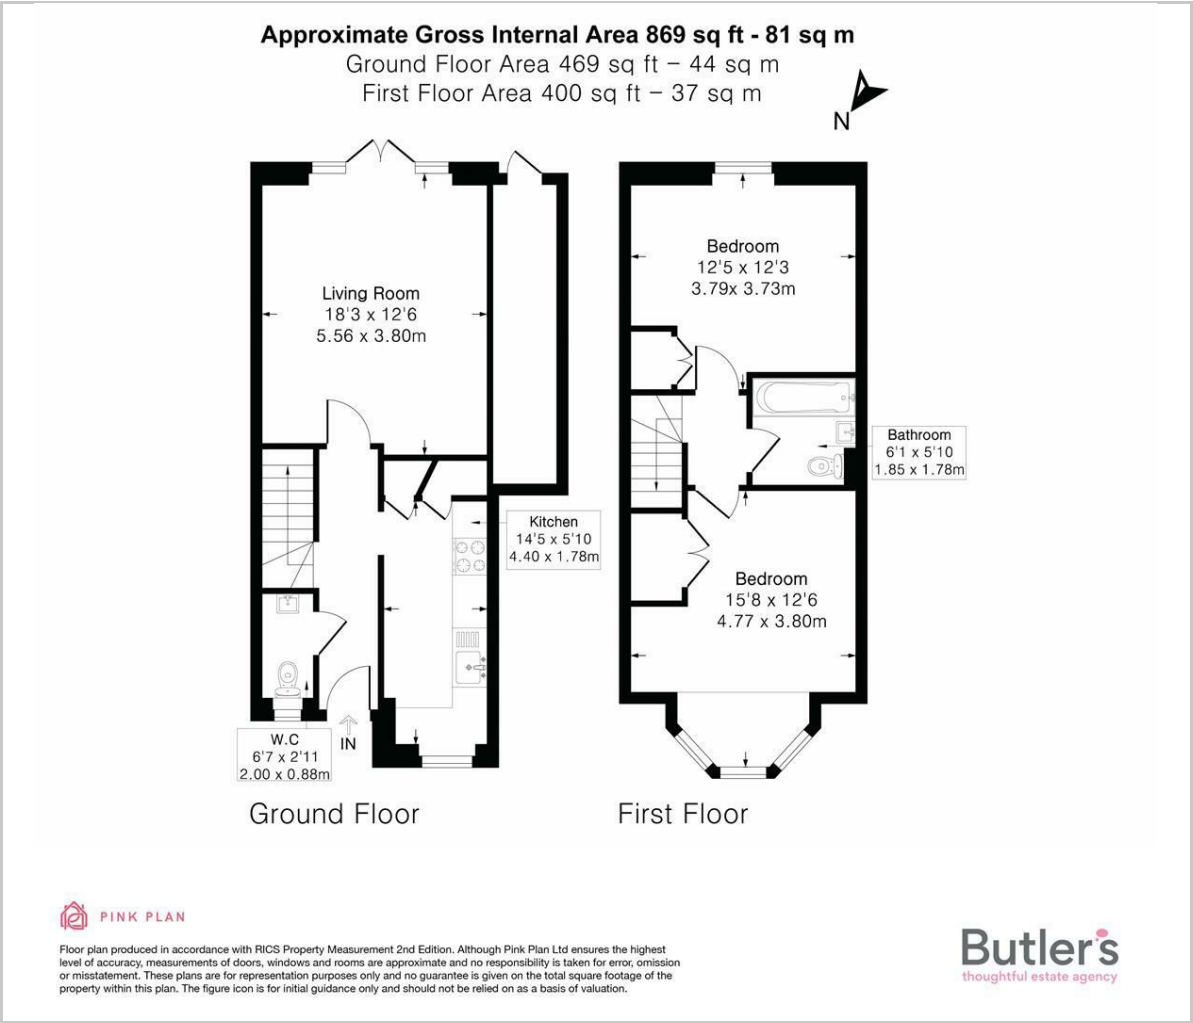 Approximate Gross Internal Area 869 sq ft - 81 sq m
Ground Floor Area 469 sq ft – 44 sq m
First Floor Area 400 sq ft – 37 sq m
N
Living Room
18'3 x 12'6
5.56 x 3.80m
Kitchen
14'5 x 5'10
4.40 x 1.78m
W.C
6'7 x 2'11
2.00 x 0.88m
IN
Ground Floor
Bedroom
12'5 x 12'3
3.79x 3.73m
Bathroom
6'1 x 5'10
1.85 x 1.78m
Bedroom
15'8 x 12'6
4.77 x 3.80m
First Floor
PINK PLAN
Floor plan produced in accordance with RICS Property Measurement 2nd Edition. Although Pink Plan Ltd ensures the highest
level of accuracy, measurements of doors, windows and rooms are approximate and no responsibility is taken for error, omission
or misstatement. These plans are for representation purposes only and no guarantee is given on the total square footage of the
property within this plan. The figure icon is for initial guidance only and should not be relied on as a basis of valuation.
Butler's
thoughtful estate agency